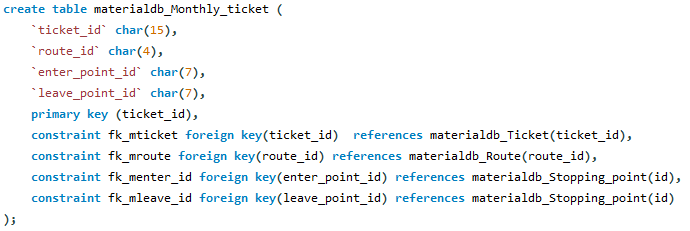 create table materialdb_Monthly_ticket (
    `ticket_id` char(15),
    `route_id` char(4),
    `enter_point_id` char(7),
    `leave_point_id` char(7),
    primary key (ticket_id),
    constraint fk_mticket foreign key(ticket_id)  references materialdb_Ticket(ticket_id),
    constraint fk_mroute foreign key(route_id) references materialdb_Route(route_id),
    constraint fk_menter_id foreign key(enter_point_id) references materialdb_Stopping_point(id),
    constraint fk_mleave_id foreign key(leave_point_id) references materialdb_Stopping_point(id)
);